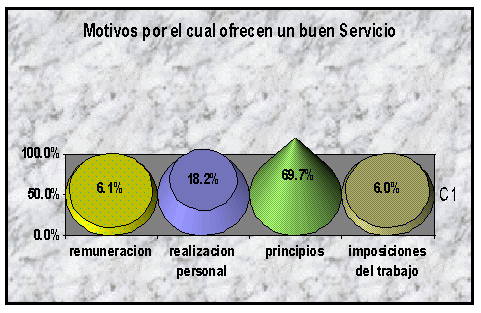 Motivos por el cual ofrecen un buen Servicio
100.0%
50.0%
0.0%
6.1%
18.2%
69.7%
6.0%
C1
remuneracion
realizacion
personal
principios
imposiciones
del trabajo